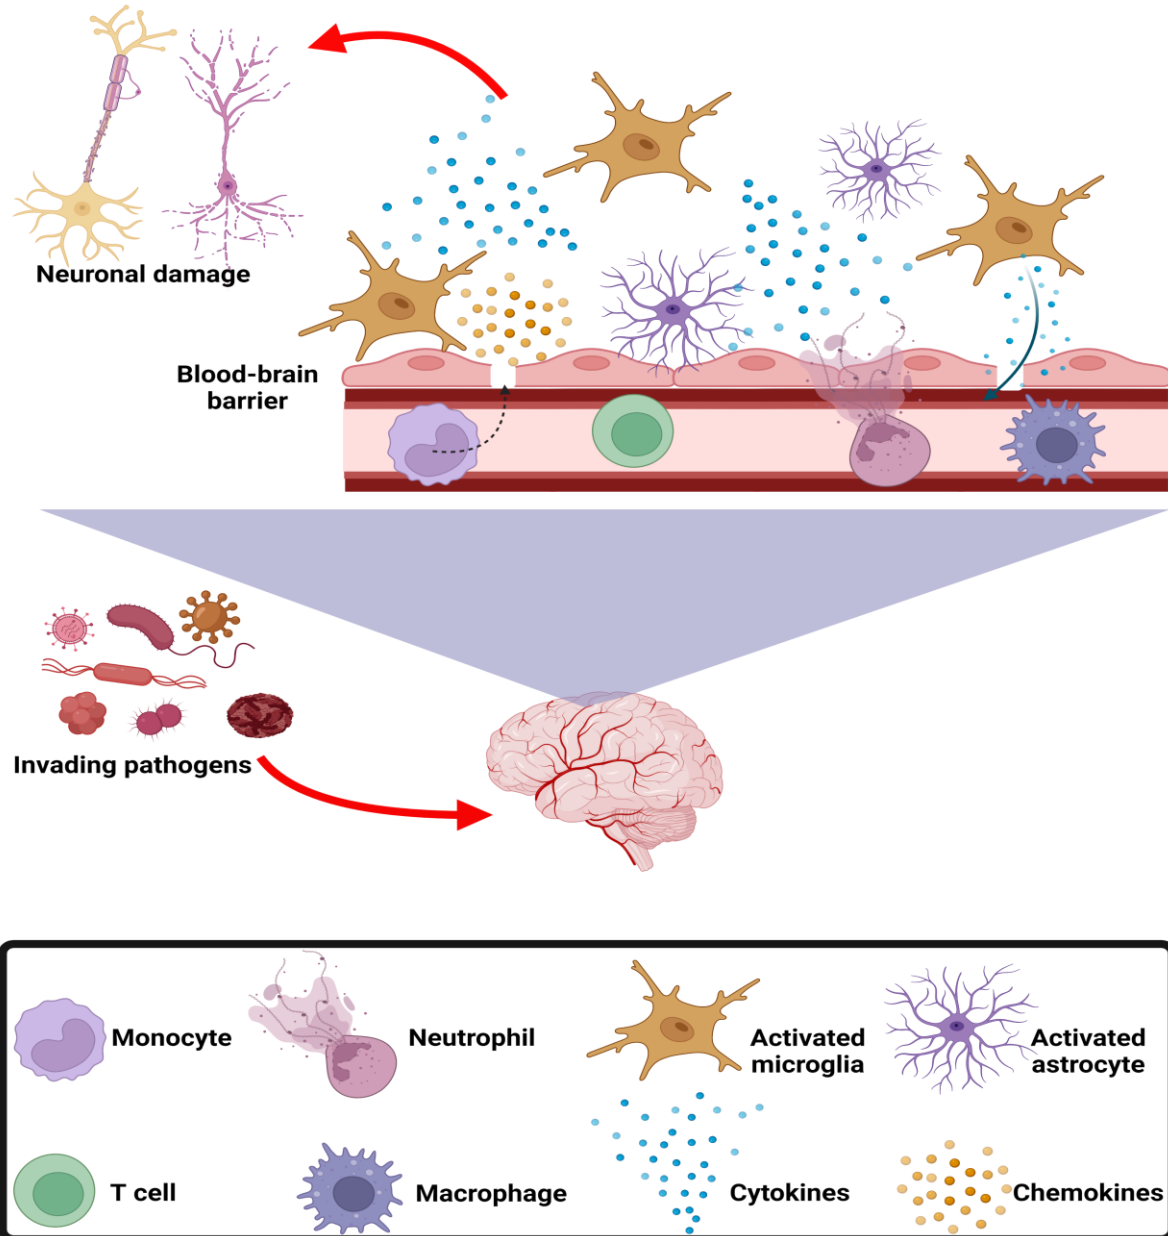 Neuronal damage
Blood-brain
barrier
Invading pathogens
Monocyte
Neutrophil
Activated
microglia
Activated
astrocyte
T cell
Macrophage
Cytokines
Chemokines